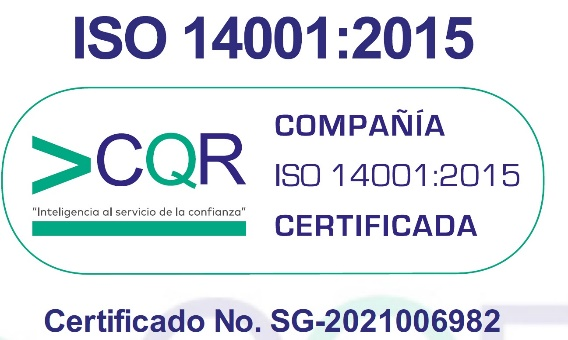 ISO 14001:2015
>CQR
"Inteligencia al servicio de la confianza"
COMPAÑÍA
ISO 14001:2015
CERTIFICADA
Certificado No. SG-2021006982